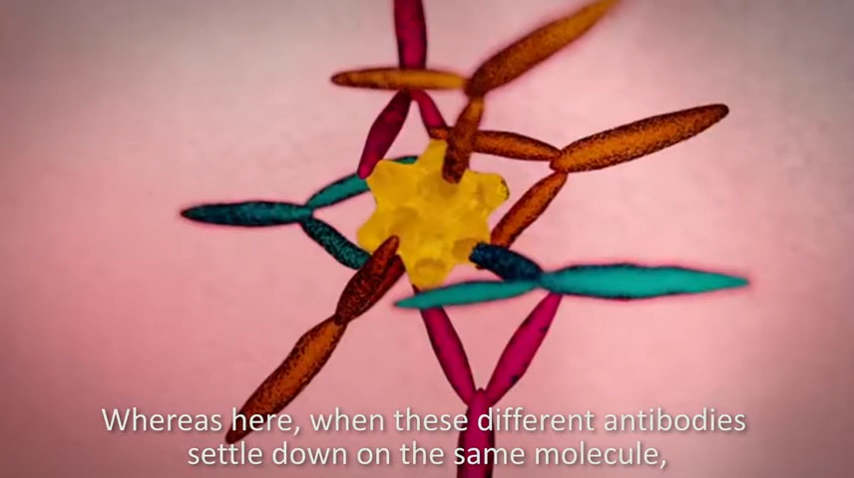 Whereas here, when these different antibodies
settle down on the same molecule,